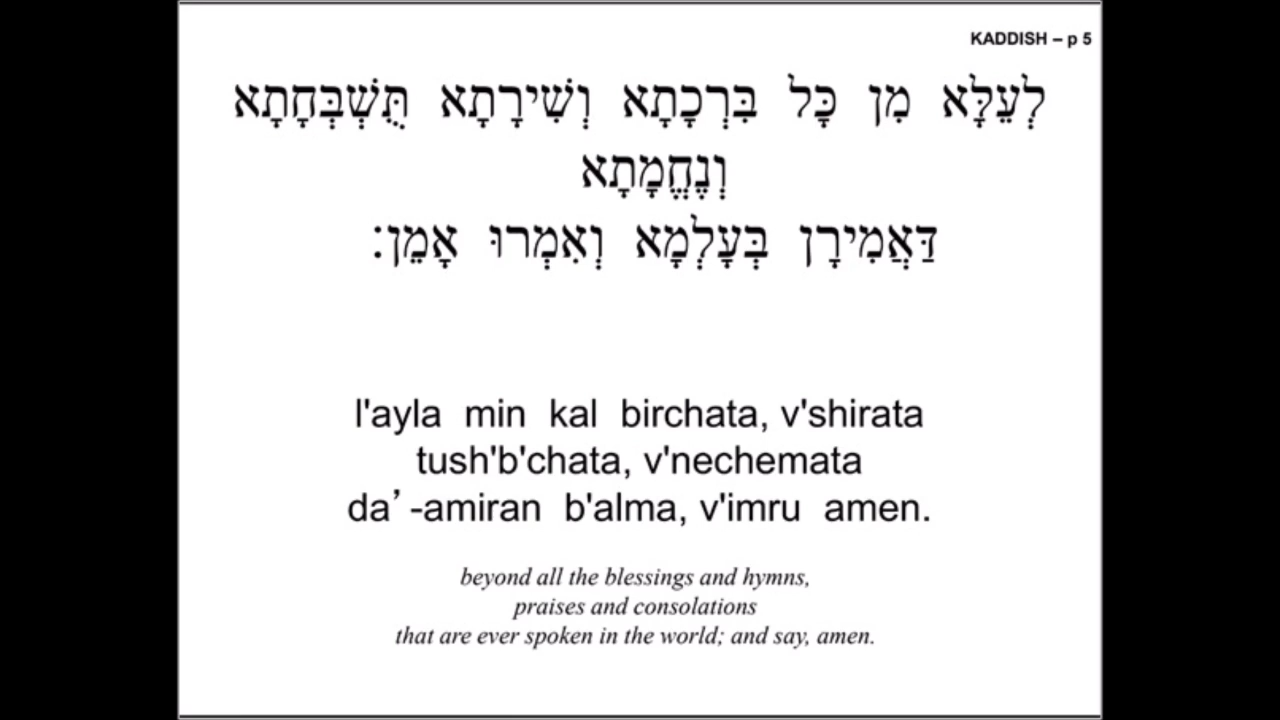 KADDISH – p 5
לְעֵלָּא מִן כָּל בִּרְכָתָא וְשִׁירָתָא תֻּשְׁבְּחָתָא
וְנֶחֱמָתָא
דַּאֲמִירָן בְּעָלְמָא וְאִמְרוּ אָמֵן׃
l'ayla min kal birchata, v'shirata
tush'b'chata, v'nechemata
da’-amiran b'alma, v'imru amen.
beyond all the blessings and hymns,
praises and consolations
that are ever spoken in the world; and say, amen.